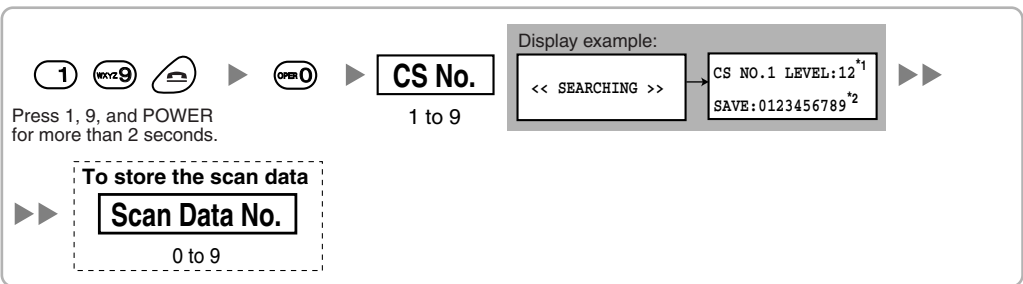 Display example:
1 WXYZ9 OPER0 CS No.
<< SEARCHING >>
CS NO.1 LEVEL:12*1
SAVE:0123456789*2
Press 1, 9, and POWER
for more than 2 seconds.
1 to 9
To store the scan data
Scan Data No.
0 to 9